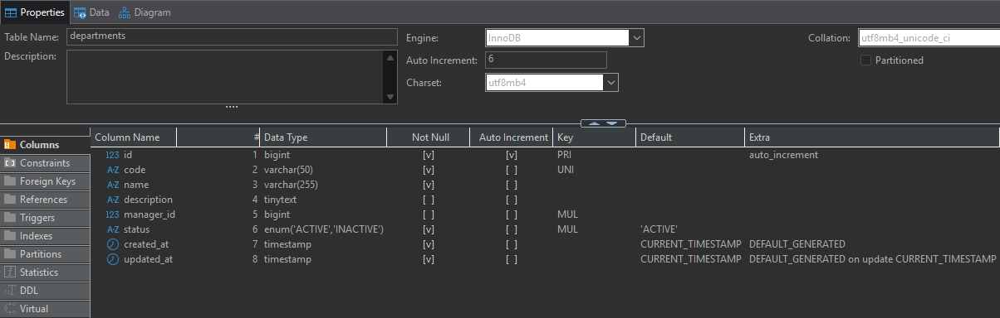 Properties Data Diagram
Table Name: departments Engine: InnoDB Collation: utf8mb4_unicode_ci
Description: Auto Increment: 6 Partitioned
Charset: utf8mb4
Column Name # Data Type Not Null Auto Increment Key Default Extra
Columns 123 id 1 bigint [v] [v] PRI auto_increment
Constraints A-Z code 2 varchar(50) [v] [ ] UNI
Foreign Keys A-Z name 3 varchar(255) [v] [ ]
References A-Z description 4 tinytext [ ] [ ]
Triggers 123 manager_id 5 bigint [ ] [ ] MUL
Indexes A-Z status 6 enum('ACTIVE','INACTIVE') [v] [ ] MUL 'ACTIVE'
Partitions created_at 7 timestamp [v] [ ] CURRENT_TIMESTAMP DEFAULT_GENERATED
Statistics updated_at 8 timestamp [v] [ ] CURRENT_TIMESTAMP DEFAULT_GENERATED on update CURRENT_TIMESTAMP
DDL
Virtual